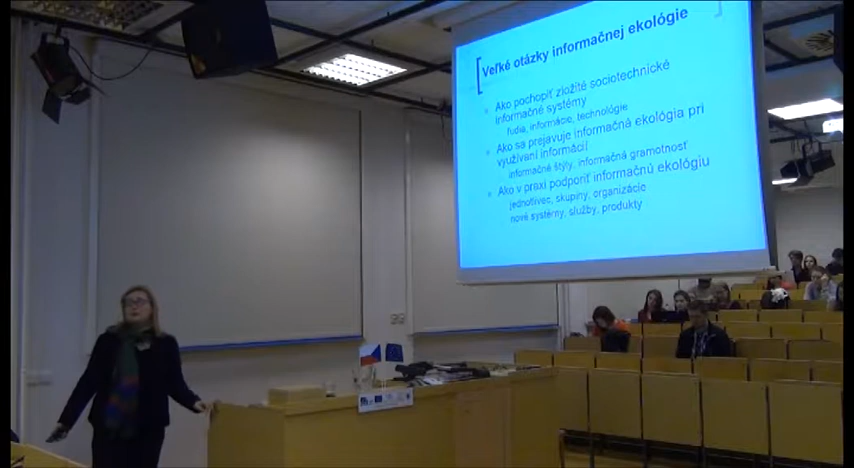 Veľké otázky informačnej ekológie
Ako pochopiť zložité sociotechnické
informačné systémy
ľudia, informácie, technológie
Ako sa prejavuje informačná ekológia pri
využívaní informácií
informačné štýly, informačná gramotnosť
Ako v praxi podporiť informačnú ekológiu
jednotlivec, skupiny, organizácie
nové systémy, služby, produkty